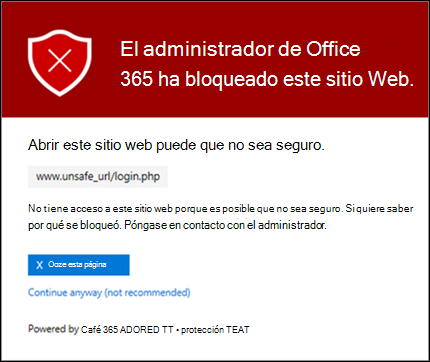 El administrador de Office
365 ha bloqueado este sitio Web.
Abrir este sitio web puede que no sea seguro.
www.unsafe_url/login.php
No tiene acceso a este sitio web porque es posible que no sea seguro. Si quiere saber
por qué se bloqueó. Póngase en contacto con el administrador.
X Ooze esta página
Continue anyway (not recommended)
Powered by Café 365 ADORED TT • protección TEAT